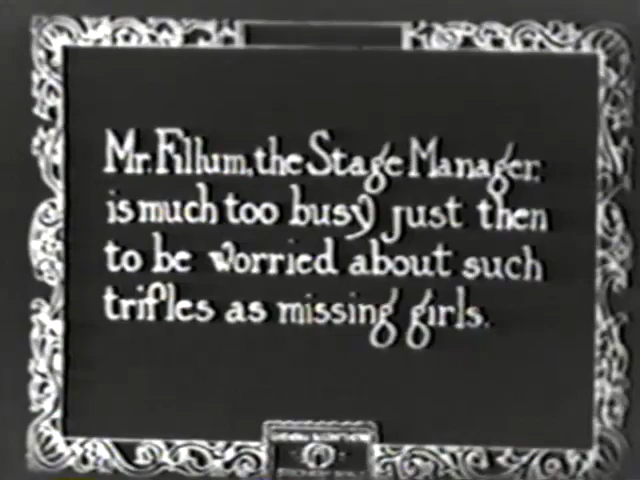 Mr. Fillum, the Stage Manager,
is much too busy just then
to be worried about such
trifles as missing girls.